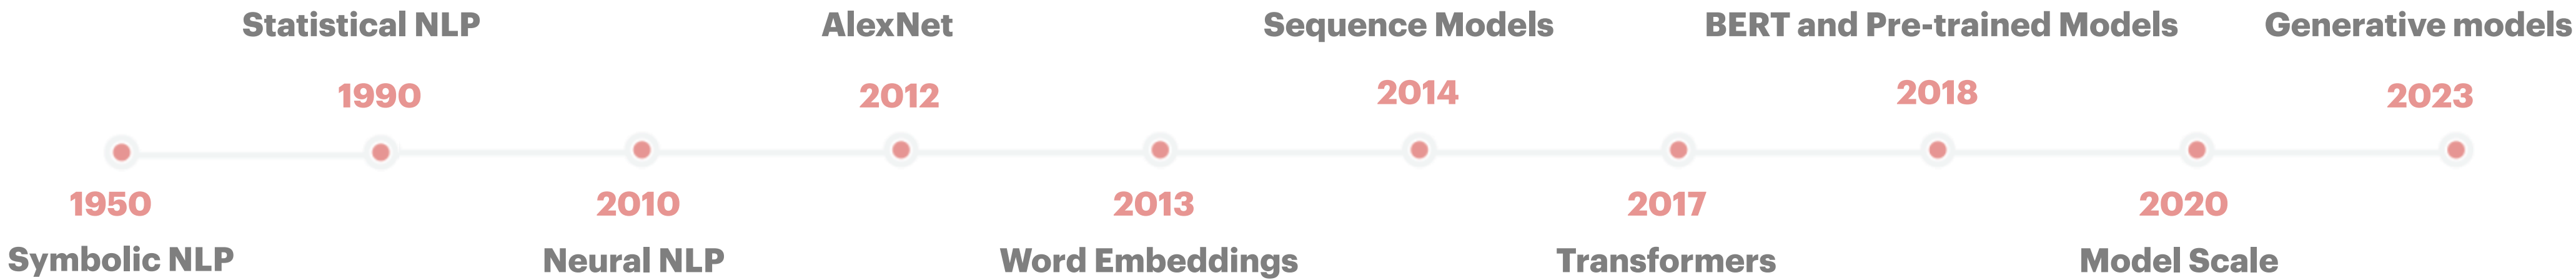 Statistical NLP
AlexNet
Sequence Models
BERT and Pre-trained Models
Generative models
1990
2012
2014
2018
2023
1950
2010
2013
2017
2020
Symbolic NLP
Neural NLP
Word Embeddings
Transformers
Model Scale